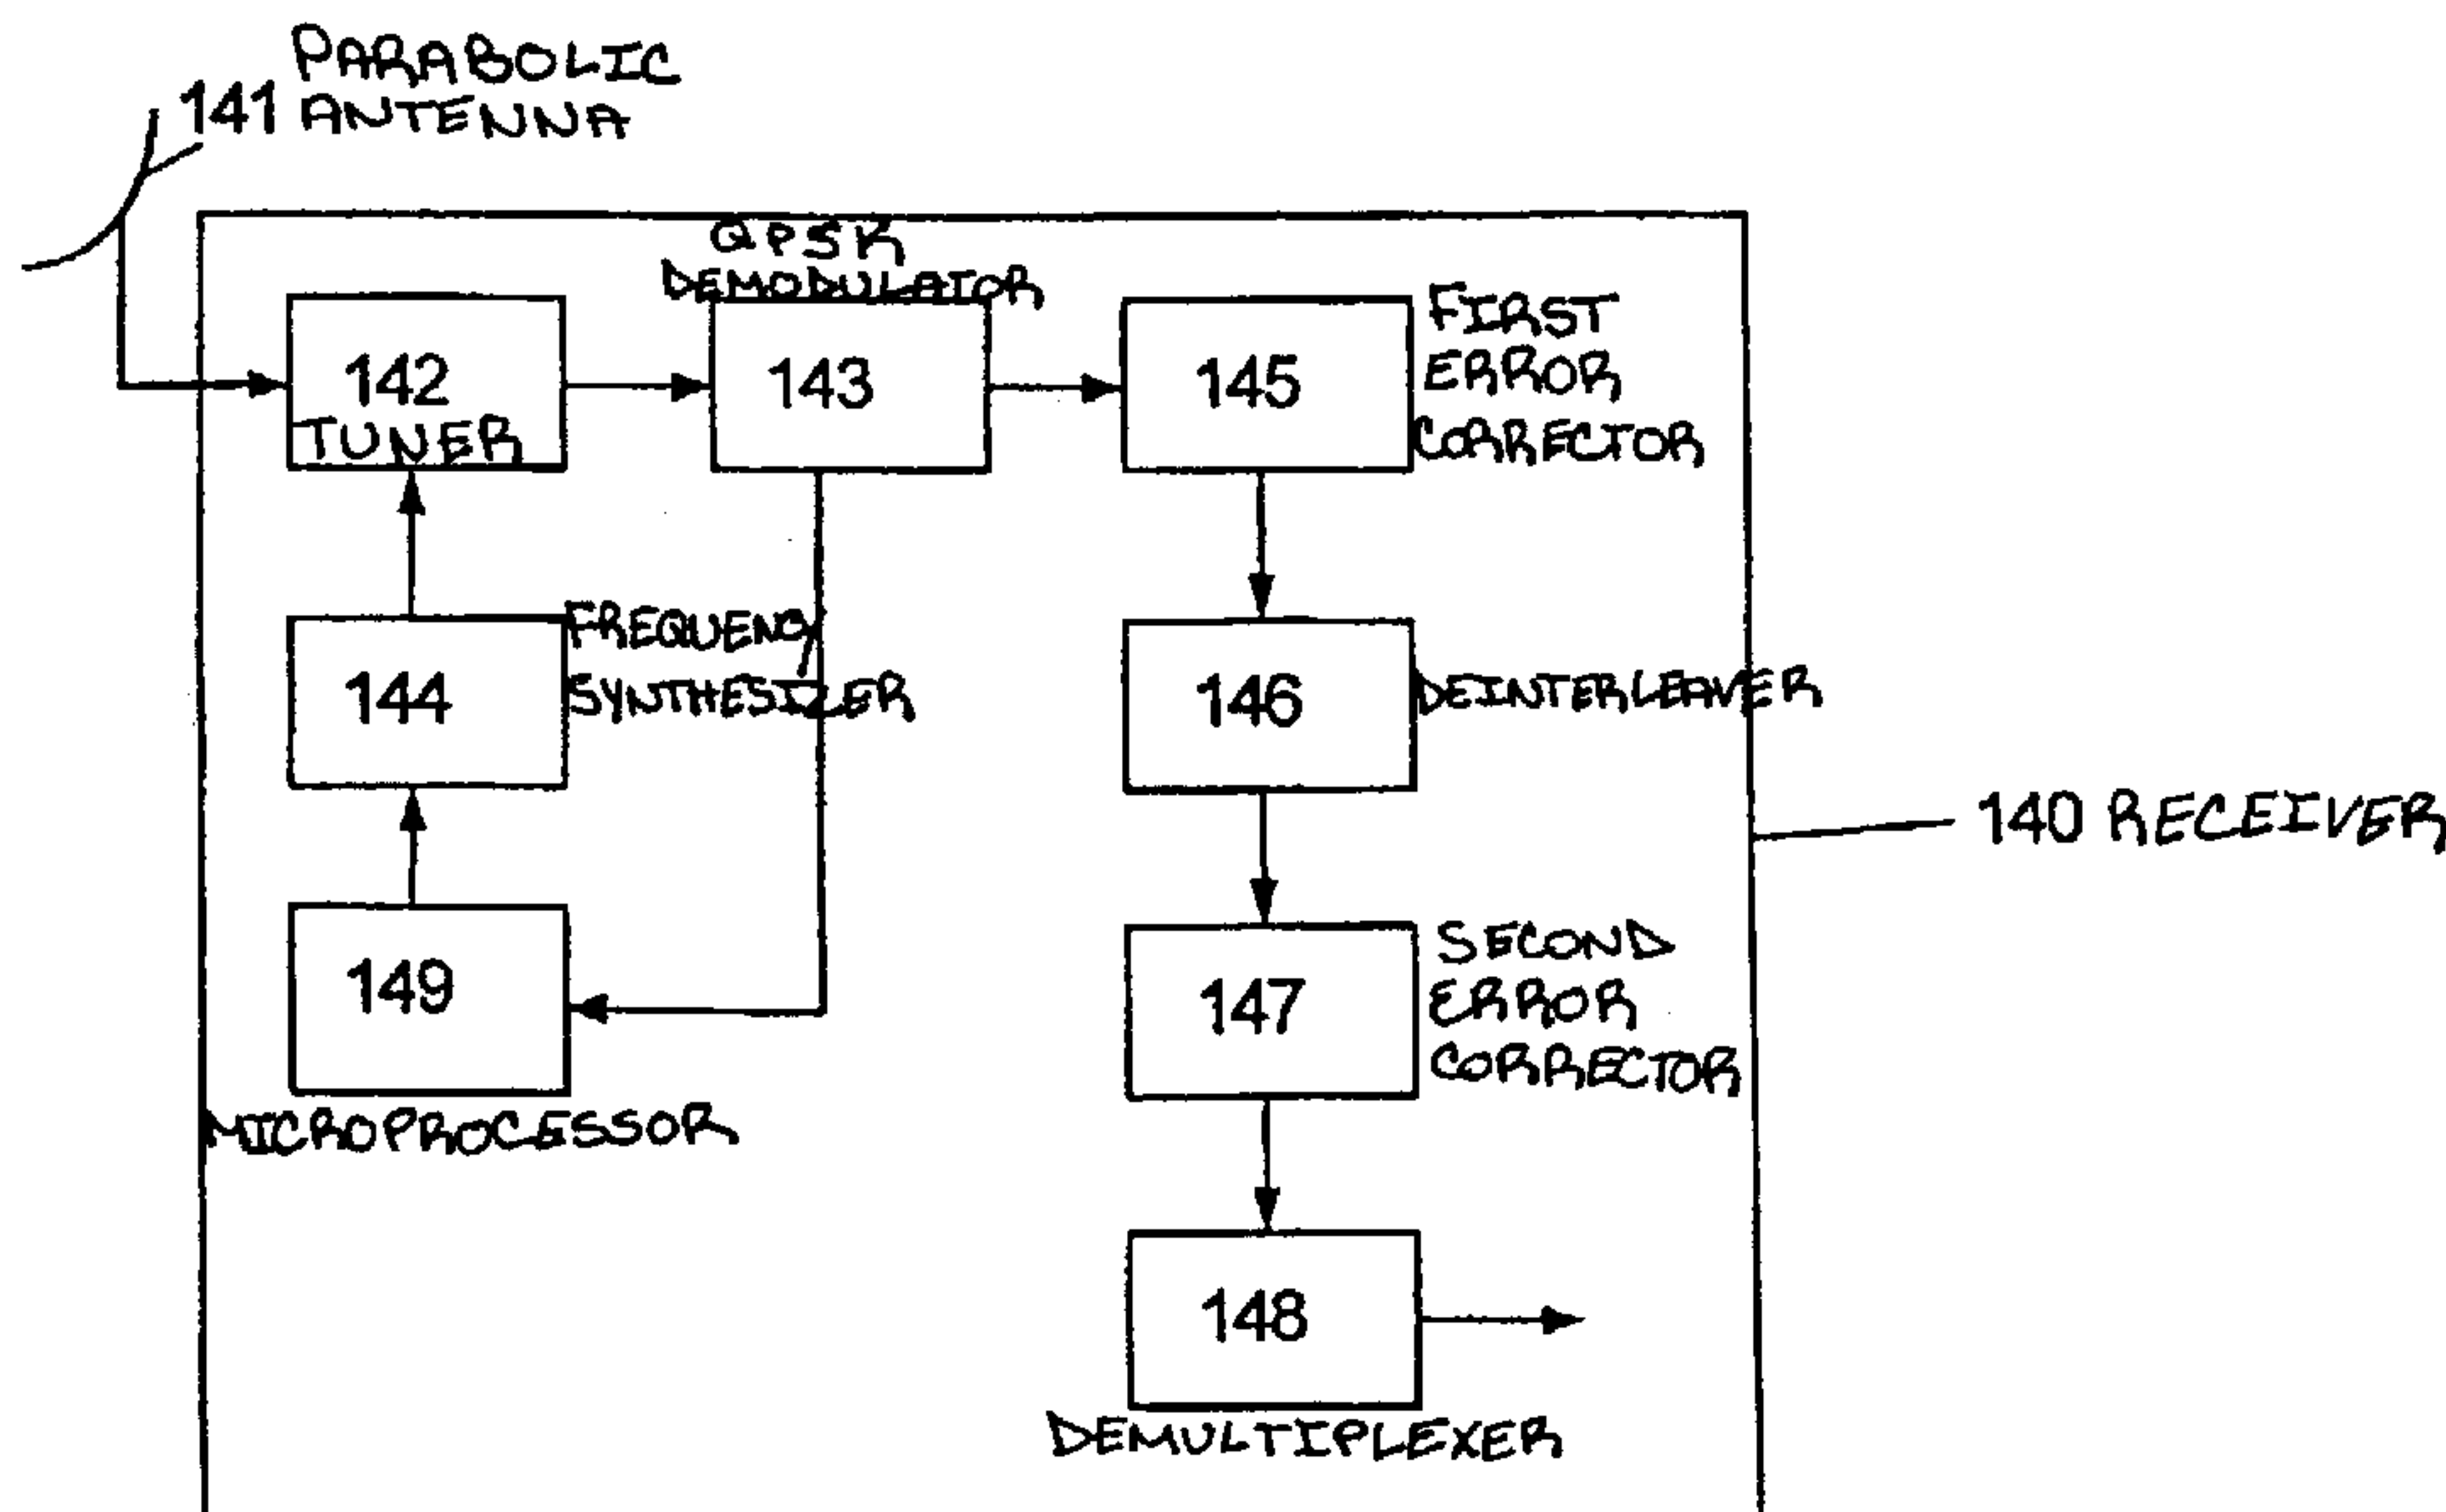 PARABOLIC
141 ANTENNA
QPSK
DEMODULATOR
142
TUNER
143
145
FIRST
ERROR
CORRECTOR
144
FREQUENCY
SYNTHESIZER
146
DEINTERLEAVER
140 RECEIVER
149
MICROPROCESSOR
147
SECOND
ERROR
CORRECTOR
148
DEMULTIPLEXER